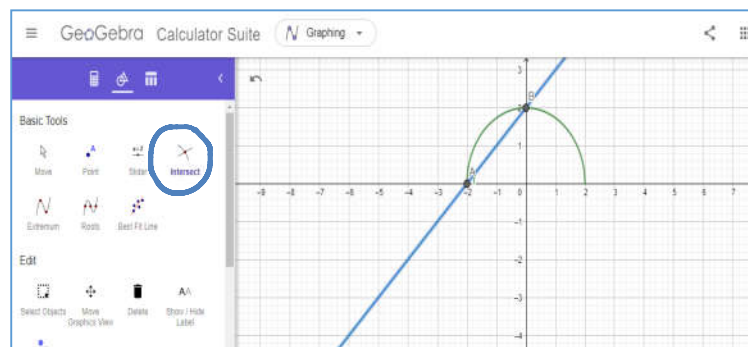 GeoGebra Calculator Suite Graphing
Basic Tools
Move Point Slider Intersect
Extremum Roots Best Fit Line
Edit
Select Objects Move Graphics View Delete Show / Hide Label
3
B
2
1
A
-9 -8 -7 -6 -5 -4 -3 -2 -1 0 1 2 3 4 5 6 7
-1
-2
-3
-4